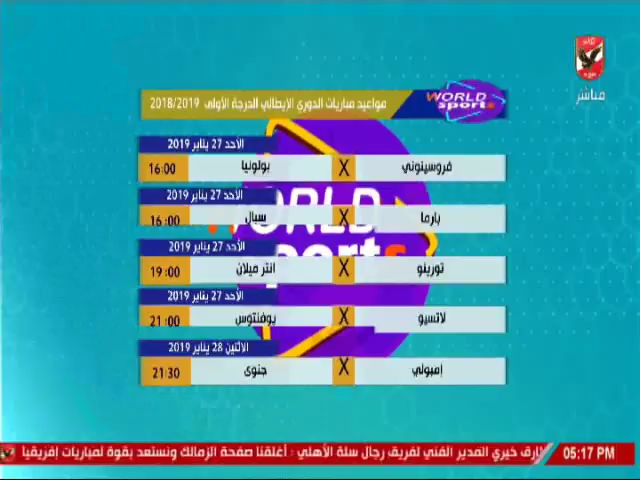 مباشر
WORLD
sports
مواعيد مباريات الدوري الإيطالي الدرجة الأولى 2018/2019
الأحد 27 يناير 2019
فروسينوني X بولونيا 16:00
الأحد 27 يناير 2019
بارما X سبال 16:00
الأحد 27 يناير 2019
تورينو X انتر ميلان 19:00
الأحد 27 يناير 2019
لاتسيو X يوفنتوس 21:00
الاثنين 28 يناير 2019
إمبولي X جنوى 21:30
WORLD
sports
05:17 PM طارق خيري المدير الفني لفريق رجال سلة الأهلي : أغلقنا صفحة الزمالك ونستعد بقوة لمباريات إفريقيا